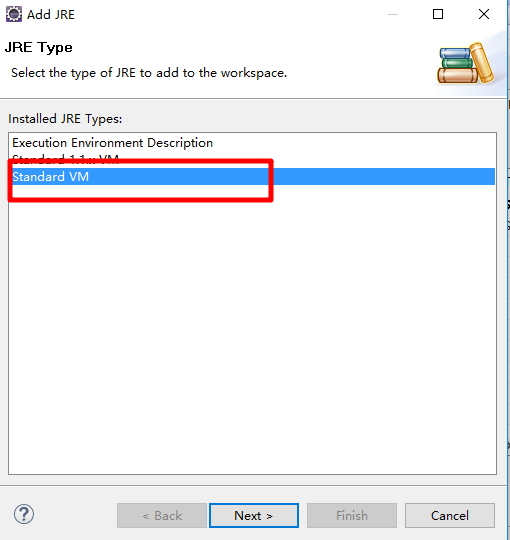 Add JRE
JRE Type
Select the type of JRE to add to the workspace.
Installed JRE Types:
Execution Environment Description
Standard 1.1.x VM
Standard VM
?
< Back
Next >
Finish
Cancel